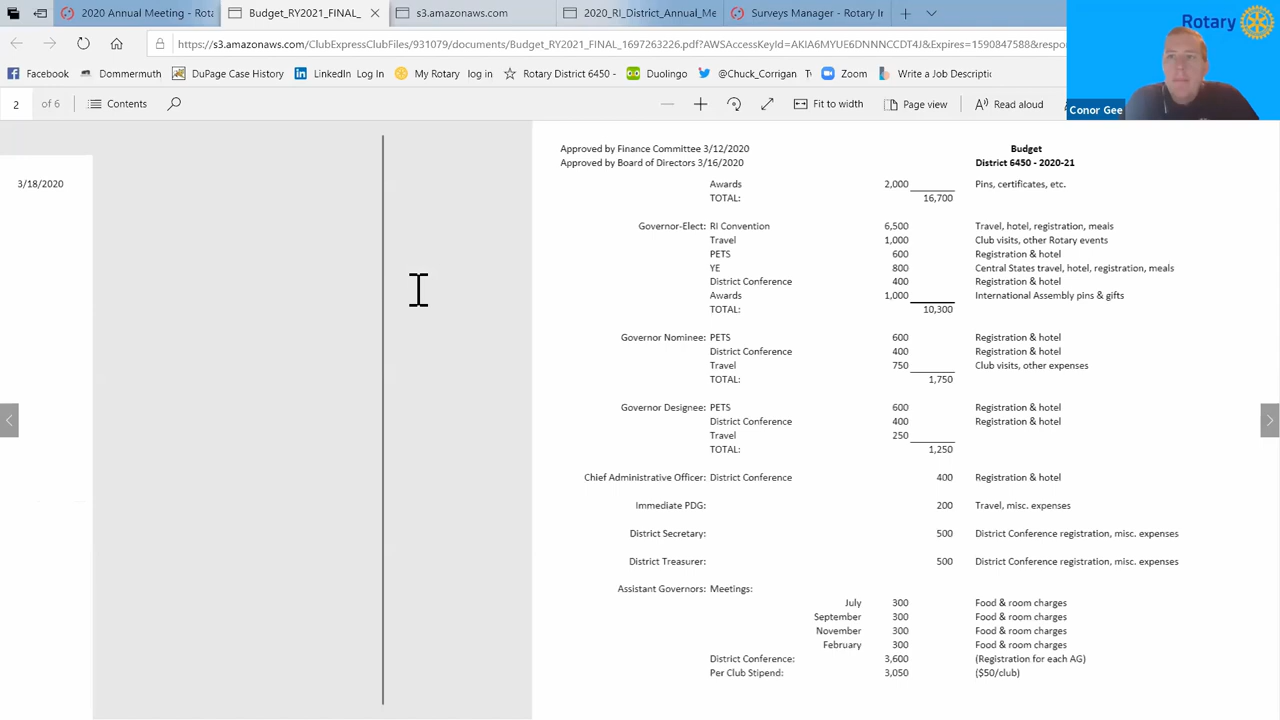 2020 Annual Meeting - Rota
Budget_RY2021_FINAL_
s3.amazonaws.com
2020_RI_District_Annual_Me
Surveys Manager - Rotary In
https://s3.amazonaws.com/ClubExpressClubFiles/931079/documents/Budget_RY2021_FINAL_1697263226.pdf?AWSAccessKeyId=AKIA6MYUE6DNNNCCDT4J&Expires=1590847588&respo
Facebook
Dommermuth
DuPage Case History
LinkedIn Log In
My Rotary log in
Rotary District 6450 -
Duolingo
@Chuck_Corrigan
Zoom
Write a Job Descripti
2 of 6
Contents
Fit to width
Page view
Read aloud
Rotary
Conor Gee
3/18/2020
Approved by Finance Committee 3/12/2020 Budget
Approved by Board of Directors 3/16/2020 District 6450 - 2020-21
Awards 2,000 Pins, certificates, etc.
TOTAL: 16,700
Governor-Elect: RI Convention 6,500 Travel, hotel, registration, meals
Travel 1,000 Club visits, other Rotary events
PETS 600 Registration & hotel
YE 800 Central States travel, hotel, registration, meals
District Conference 400 Registration & hotel
Awards 1,000 International Assembly pins & gifts
TOTAL: 10,300
Governor Nominee: PETS 600 Registration & hotel
District Conference 400 Registration & hotel
Travel 750 Club visits, other expenses
TOTAL: 1,750
Governor Designee: PETS 600 Registration & hotel
District Conference 400 Registration & hotel
Travel 250
TOTAL: 1,250
Chief Administrative Officer: District Conference 400 Registration & hotel
Immediate PDG: 200 Travel, misc. expenses
District Secretary: 500 District Conference registration, misc. expenses
District Treasurer: 500 District Conference registration, misc. expenses
Assistant Governors: Meetings:
July 300 Food & room charges
September 300 Food & room charges
November 300 Food & room charges
February 300 Food & room charges
District Conference: 3,600 (Registration for each AG)
Per Club Stipend: 3,050 ($50/club)